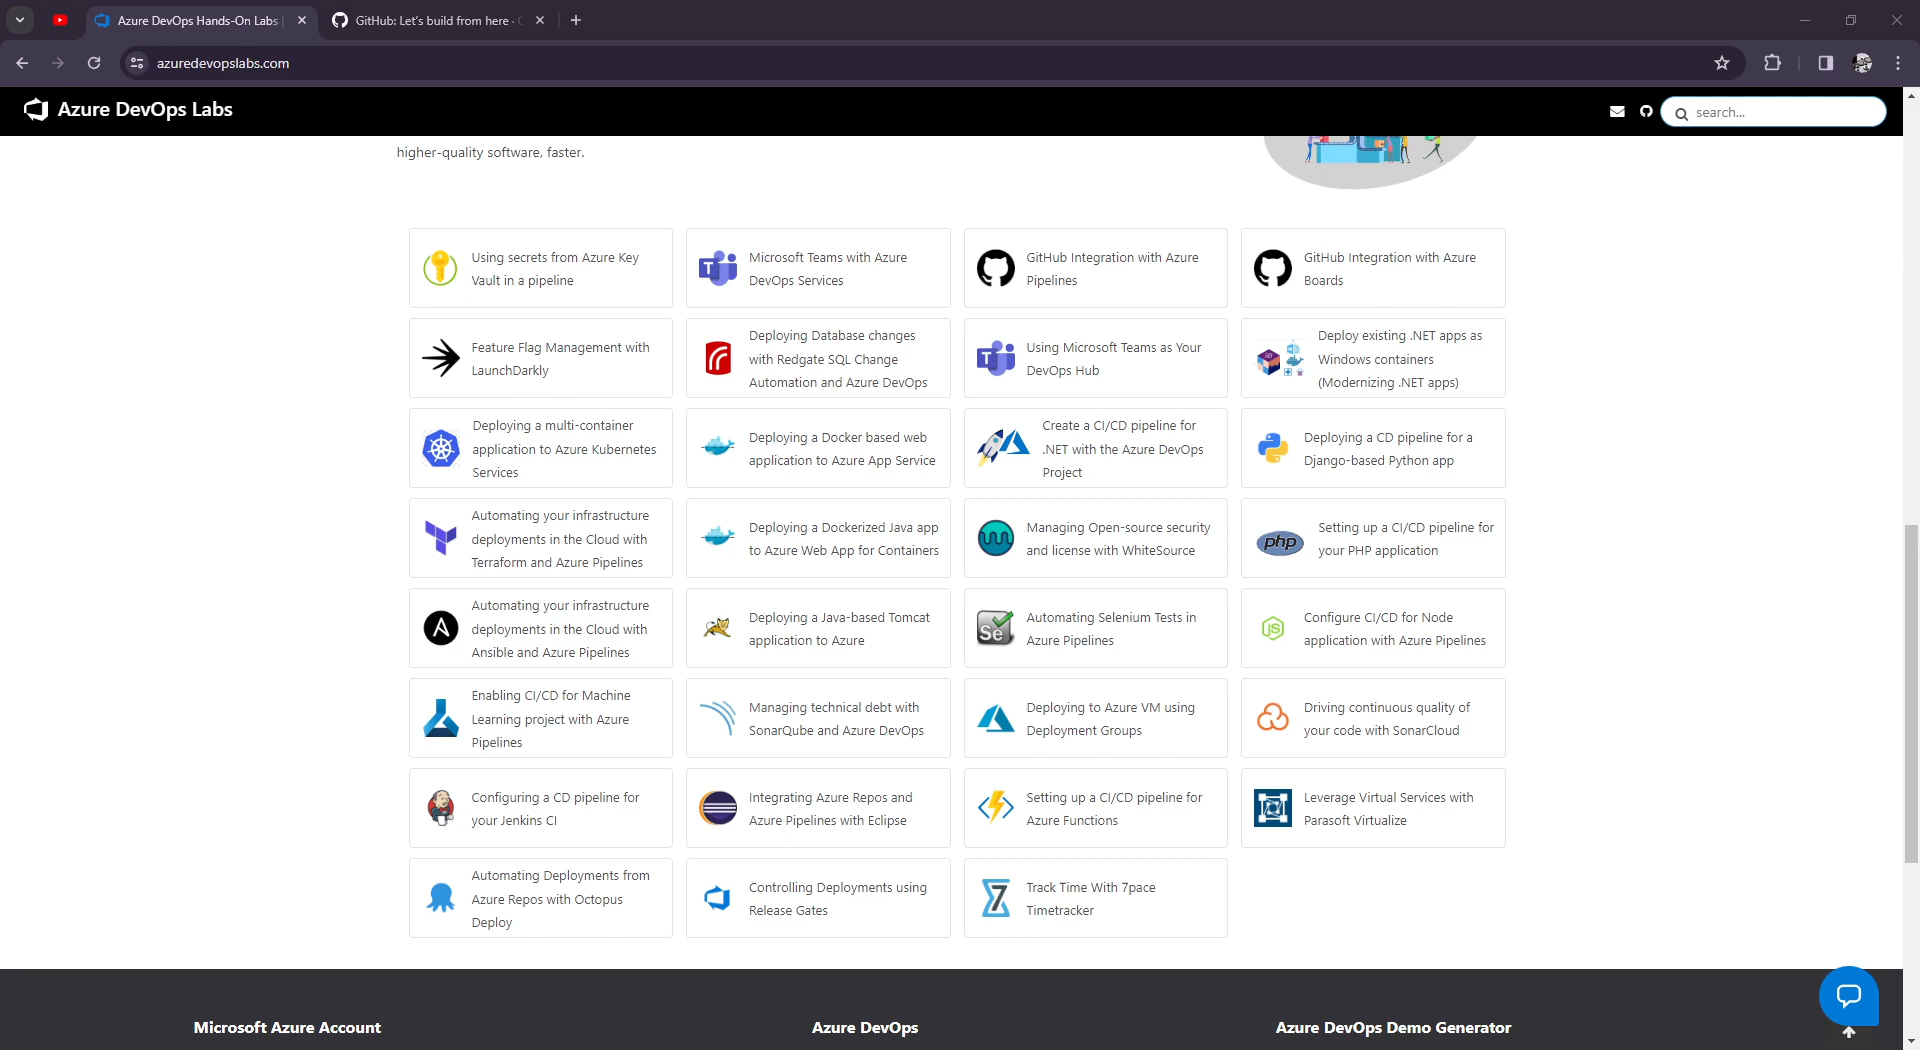 Azure DevOps Hands-On Labs |
GitHub: Let's build from here ·
azuredevopslabs.com
Azure DevOps Labs
search...
higher-quality software, faster.
Using secrets from Azure Key
Vault in a pipeline
Microsoft Teams with Azure
DevOps Services
GitHub Integration with Azure
Pipelines
GitHub Integration with Azure
Boards
Feature Flag Management with
LaunchDarkly
Deploying Database changes
with Redgate SQL Change
Automation and Azure DevOps
T
Using Microsoft Teams as Your
DevOps Hub
Deploy existing .NET apps as
Windows containers
(Modernizing .NET apps)
Deploying a multi-container
application to Azure Kubernetes
Services
Deploying a Docker based web
application to Azure App Service
Create a CI/CD pipeline for
.NET with the Azure DevOps
Project
Deploying a CD pipeline for a
Django-based Python app
Automating your infrastructure
deployments in the Cloud with
Terraform and Azure Pipelines
Deploying a Dockerized Java app
to Azure Web App for Containers
Managing Open-source security
and license with WhiteSource
php
Setting up a CI/CD pipeline for
your PHP application
Automating your infrastructure
deployments in the Cloud with
Ansible and Azure Pipelines
Deploying a Java-based Tomcat
application to Azure
Se
Automating Selenium Tests in
Azure Pipelines
JS
Configure CI/CD for Node
application with Azure Pipelines
Enabling CI/CD for Machine
Learning project with Azure
Pipelines
Managing technical debt with
SonarQube and Azure DevOps
Deploying to Azure VM using
Deployment Groups
Driving continuous quality of
your code with SonarCloud
Configuring a CD pipeline for
your Jenkins CI
Integrating Azure Repos and
Azure Pipelines with Eclipse
Setting up a CI/CD pipeline for
Azure Functions
Leverage Virtual Services with
Parasoft Virtualize
Automating Deployments from
Azure Repos with Octopus
Deploy
Controlling Deployments using
Release Gates
7
Track Time With 7pace
Timetracker
Microsoft Azure Account
Azure DevOps
Azure DevOps Demo Generator